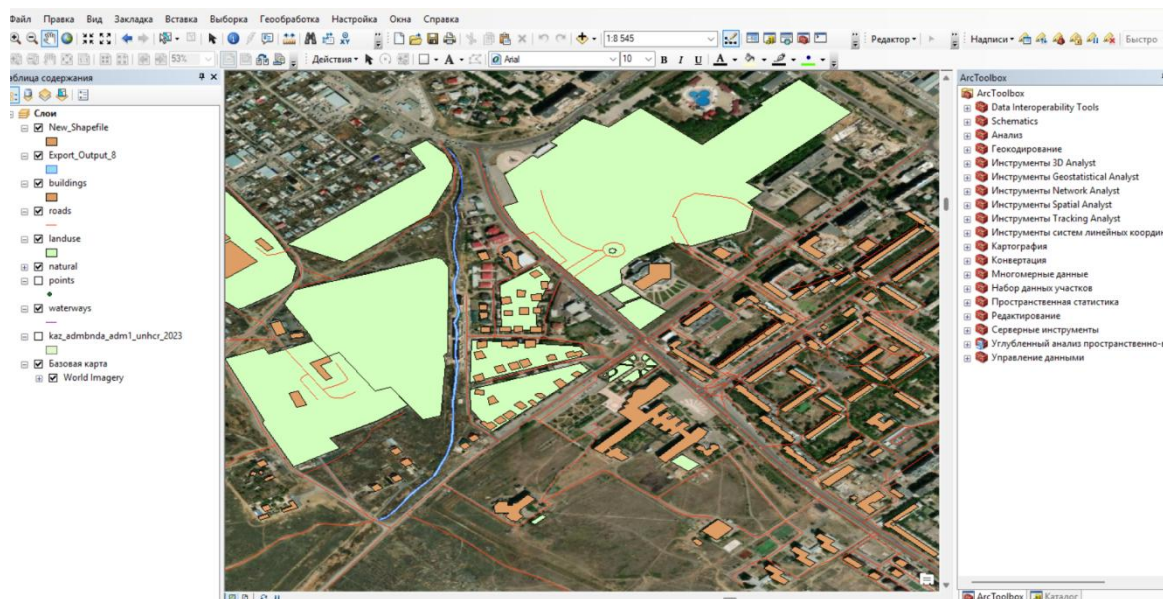 Файл Правка Вид Закладка Вставка Выборка Геообработка Настройка Окна Справка
1:8 545 Редактор Надписи Быстро
53% Действия A Arial 10 B I U A A
Таблица содержания
Слои
New_Shapefile
Export_Output_8
buildings
roads
landuse
natural
points
waterways
kaz_admbnda_adm1_unhcr_2023
Базовая карта
World Imagery
ArcToolbox
ArcToolbox
Data Interoperability Tools
Schematics
Анализ
Геокодирование
Инструменты 3D Analyst
Инструменты Geostatistical Analyst
Инструменты Network Analyst
Инструменты Spatial Analyst
Инструменты Tracking Analyst
Инструменты систем линейных коорди
Картография
Конвертация
Многомерные данные
Набор данных участков
Пространственная статистика
Редактирование
Серверные инструменты
Углубленный анализ пространственно-
Управление данными
ArcToolbox Каталог